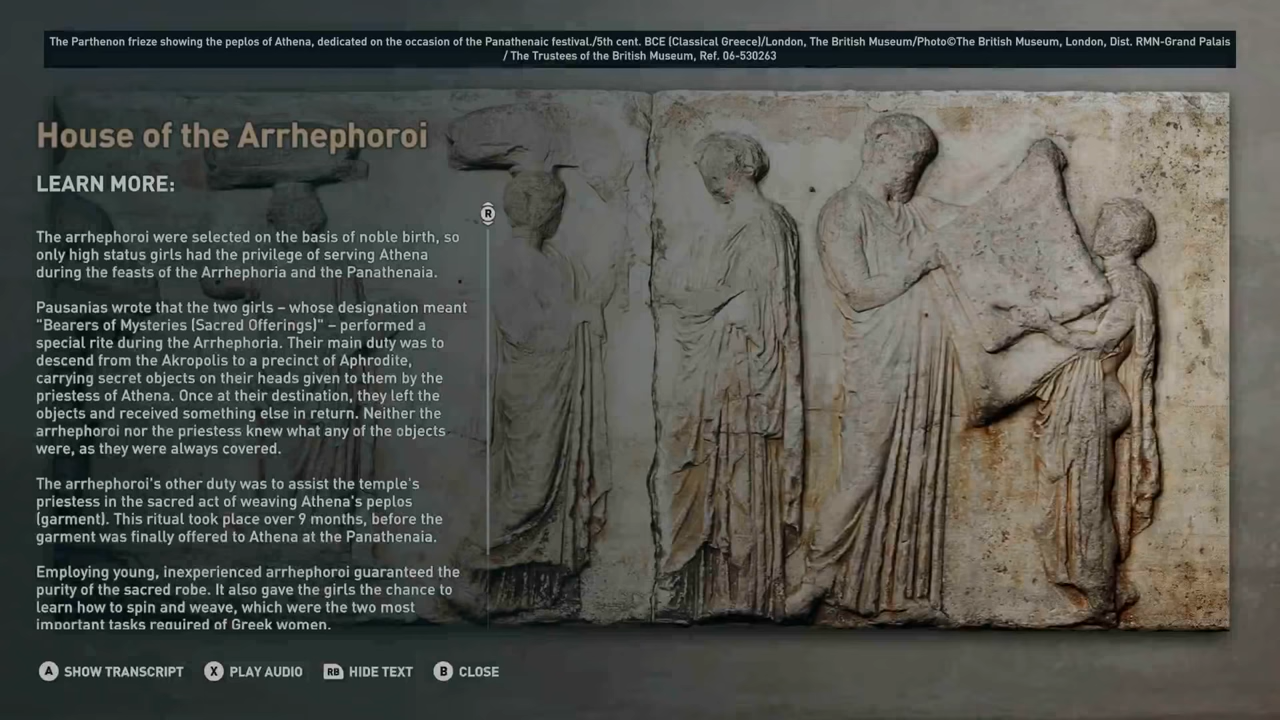 The Parthenon frieze showing the peplos of Athena, dedicated on the occasion of the Panathenaic festival./5th cent. BCE (Classical Greece)/London, The British Museum/Photo©The British Museum, London, Dist. RMN-Grand Palais
/ The Trustees of the British Museum, Ref. 06-530263
House of the Arrhephoroi
LEARN MORE:
R
The arrhephoroi were selected on the basis of noble birth, so
only high status girls had the privilege of serving Athena
during the feasts of the Arrhephoria and the Panathenaia.
Pausanias wrote that the two girls – whose designation meant
"Bearers of Mysteries (Sacred Offerings)" – performed a
special rite during the Arrhephoria. Their main duty was to
descend from the Akropolis to a precinct of Aphrodite,
carrying secret objects on their heads given to them by the
priestess of Athena. Once at their destination, they left the
objects and received something else in return. Neither the
arrhephoroi nor the priestess knew what any of the objects
were, as they were always covered.
The arrhephoroi's other duty was to assist the temple's
priestess in the sacred act of weaving Athena's peplos
(garment). This ritual took place over 9 months, before the
garment was finally offered to Athena at the Panathenaia.
Employing young, inexperienced arrhephoroi guaranteed the
purity of the sacred robe. It also gave the girls the chance to
learn how to spin and weave, which were the two most
important tasks required of Greek women.
A SHOW TRANSCRIPT X PLAY AUDIO RB HIDE TEXT B CLOSE